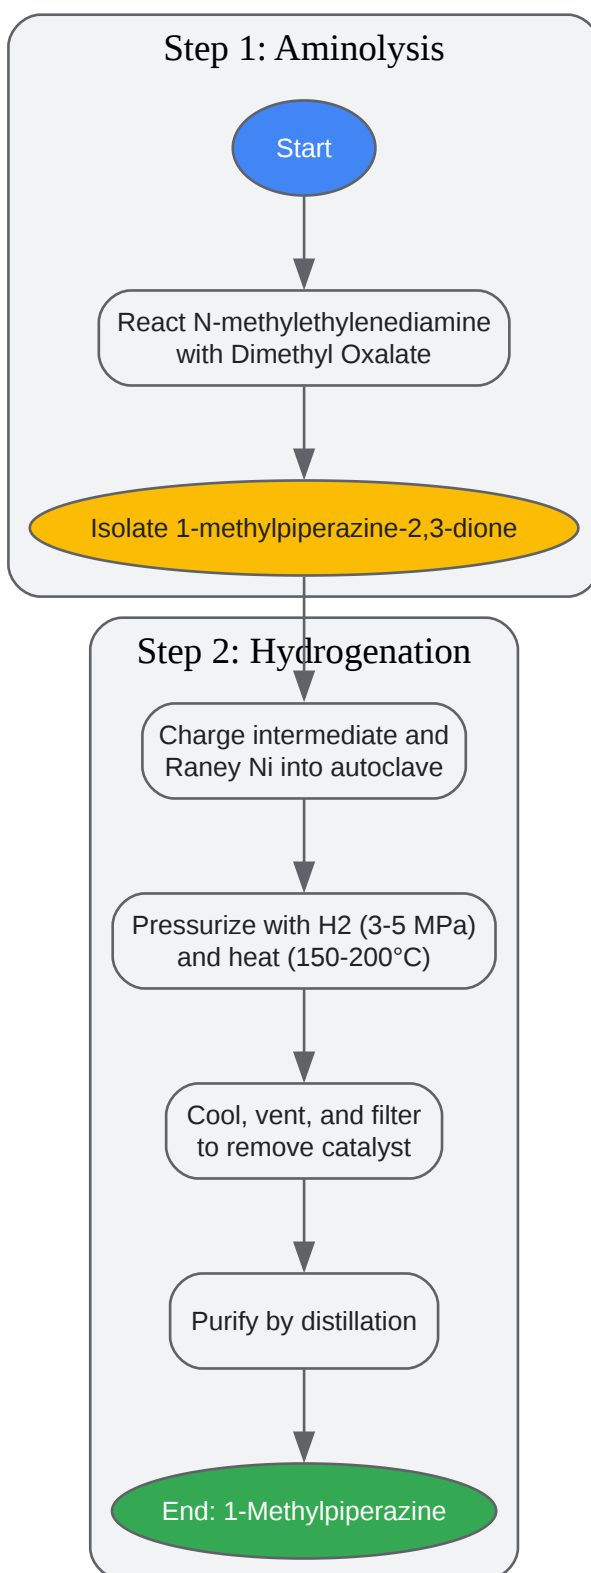 Step 1: Aminolysis
Start
React N-methylethylenediamine
with Dimethyl Oxalate
Isolate 1-methylpiperazine-2,3-dione
Step 2: Hydrogenation
Charge intermediate and
Raney Ni into autoclave
Pressurize with H2 (3-5 MPa)
and heat (150-200°C)
Cool, vent, and filter
to remove catalyst
Purify by distillation
End: 1-Methylpiperazine